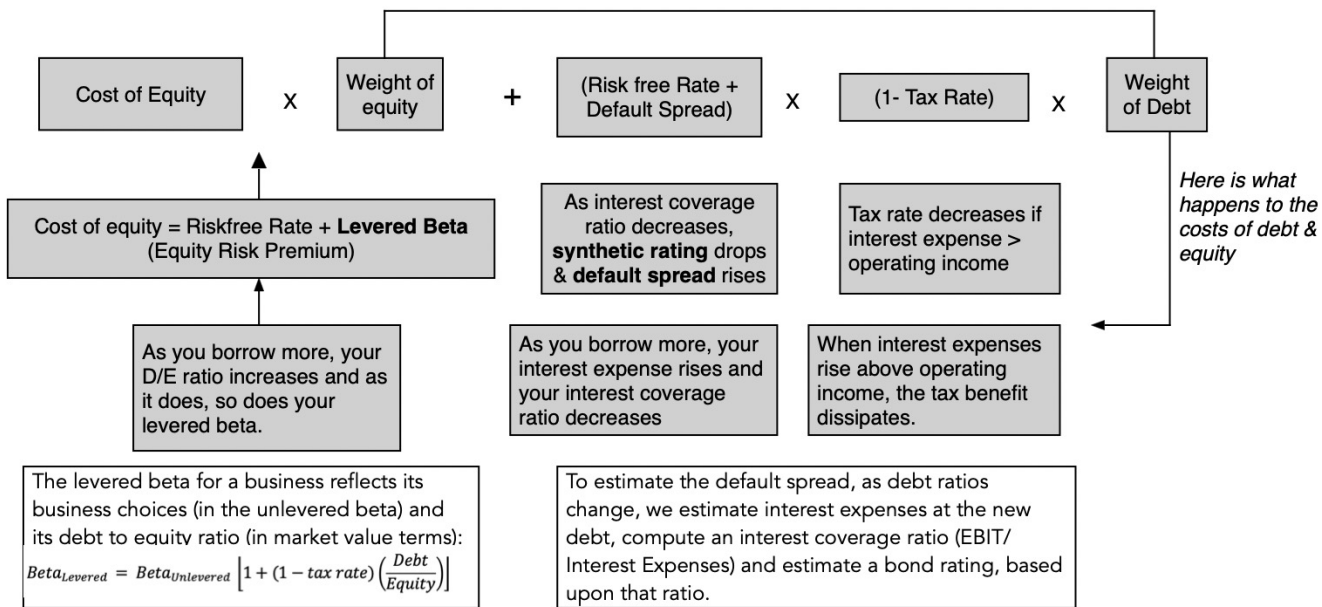 Cost of Equity
x
Weight of
equity
+
(Risk free Rate +
Default Spread)
x
(1- Tax Rate)
x
Weight
of Debt
Here is what
happens to the
costs of debt &
equity
Cost of equity = Riskfree Rate + Levered Beta
(Equity Risk Premium)
As interest coverage
ratio decreases,
synthetic rating drops
& default spread rises
Tax rate decreases if
interest expense >
operating income
As you borrow more, your
D/E ratio increases and as
it does, so does your
levered beta.
As you borrow more, your
interest expense rises and
your interest coverage
ratio decreases
When interest expenses
rise above operating
income, the tax benefit
dissipates.
The levered beta for a business reflects its
business choices (in the unlevered beta) and
its debt to equity ratio (in market value terms):
Beta_Levered = Beta_Unlevered [1 + (1 − tax rate) (Debt/Equity)]
To estimate the default spread, as debt ratios
change, we estimate interest expenses at the new
debt, compute an interest coverage ratio (EBIT/
Interest Expenses) and estimate a bond rating, based
upon that ratio.